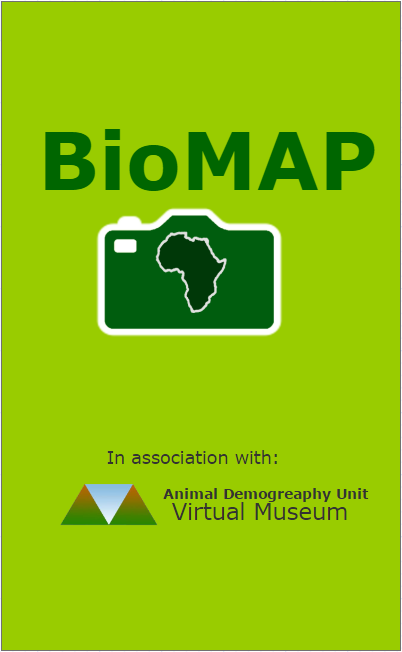 BioMAP
In association with:
Animal Demogreaphy Unit
Virtual Museum